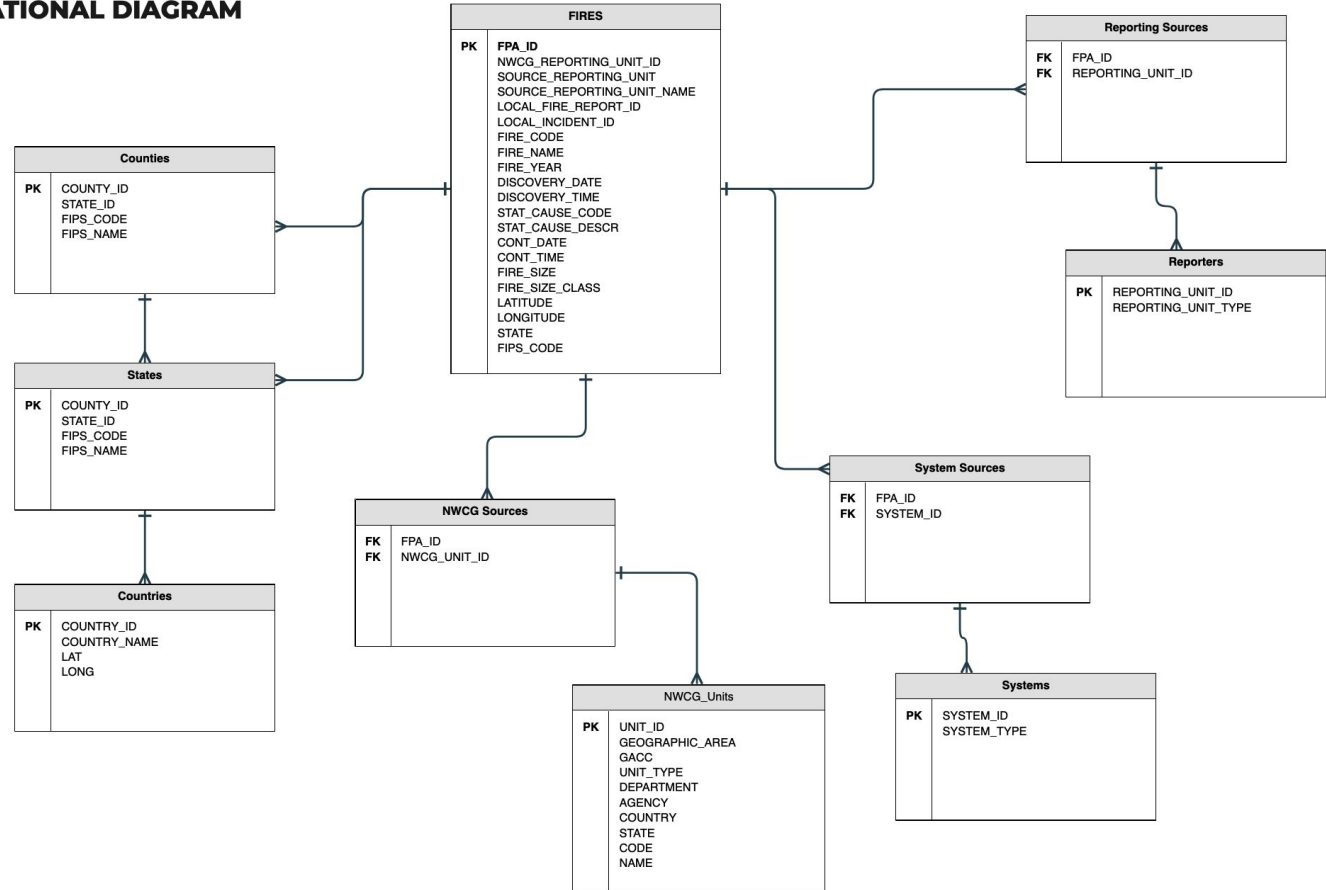 ATIONAL DIAGRAM
FIRES
PK FPA_ID
NWCG_REPORTING_UNIT_ID
SOURCE_REPORTING_UNIT
SOURCE_REPORTING_UNIT_NAME
LOCAL_FIRE_REPORT_ID
LOCAL_INCIDENT_ID
FIRE_CODE
FIRE_NAME
FIRE_YEAR
DISCOVERY_DATE
DISCOVERY_TIME
STAT_CAUSE_CODE
STAT_CAUSE_DESCR
CONT_DATE
CONT_TIME
FIRE_SIZE
FIRE_SIZE_CLASS
LATITUDE
LONGITUDE
STATE
FIPS_CODE
Reporting Sources
FK FPA_ID
FK REPORTING_UNIT_ID
Counties
PK COUNTY_ID
STATE_ID
FIPS_CODE
FIPS_NAME
Reporters
PK REPORTING_UNIT_ID
REPORTING_UNIT_TYPE
States
PK COUNTY_ID
STATE_ID
FIPS_CODE
FIPS_NAME
System Sources
FK FPA_ID
FK SYSTEM_ID
NWCG Sources
FK FPA_ID
FK NWCG_UNIT_ID
Countries
PK COUNTRY_ID
COUNTRY_NAME
LAT
LONG
Systems
PK SYSTEM_ID
SYSTEM_TYPE
NWCG_Units
PK UNIT_ID
GEOGRAPHIC_AREA
GACC
UNIT_TYPE
DEPARTMENT
AGENCY
COUNTRY
STATE
CODE
NAME